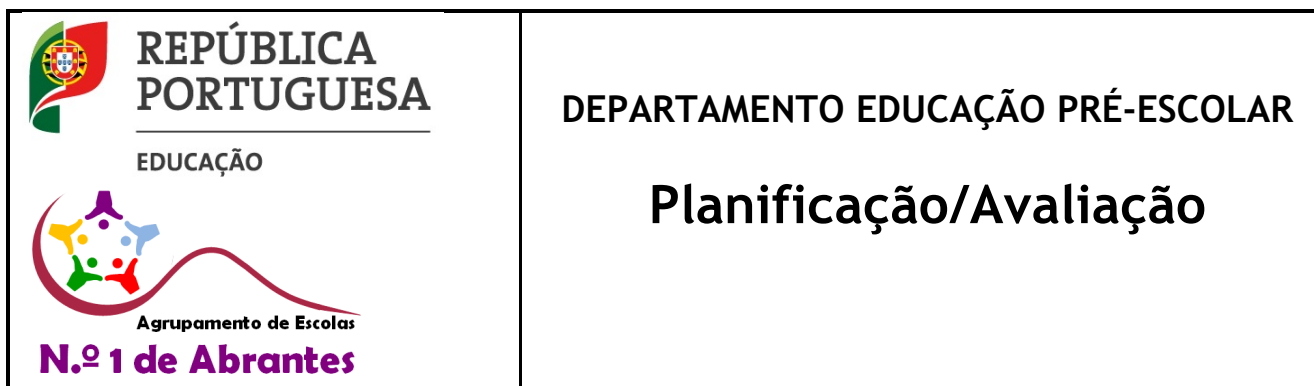 REPÚBLICA
PORTUGUESA
EDUCAÇÃO
Agrupamento de Escolas
N.º 1 de Abrantes
DEPARTAMENTO EDUCAÇÃO PRÉ-ESCOLAR
Planificação/Avaliação